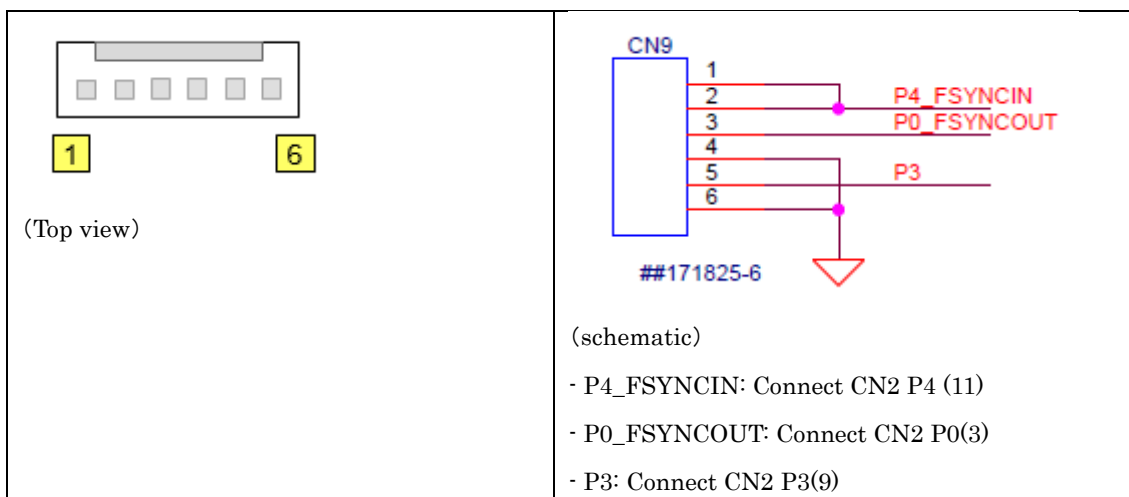 1
6
(Top view)
CN9
1
2
P4_FSYNCIN
3
P0_FSYNCOUT
4
5
P3
6
##171825-6
(schematic)
- P4_FSYNCIN: Connect CN2 P4 (11)
- P0_FSYNCOUT: Connect CN2 P0(3)
- P3: Connect CN2 P3(9)